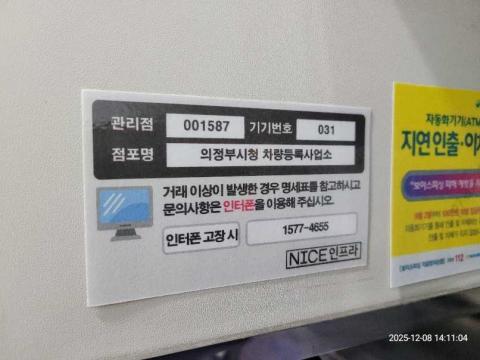 관리점 001587 기기번호 031
점포명 의정부시청 차량등록사업소
거래 이상이 발생한 경우 명세표를 참고하시고
문의사항은 인터폰을 이용해 주십시오.
인터폰 고장 시 1577-4655
NICE인프라
자동화기기(ATM
지연인출·이
112
2025-12-08 14:11:04